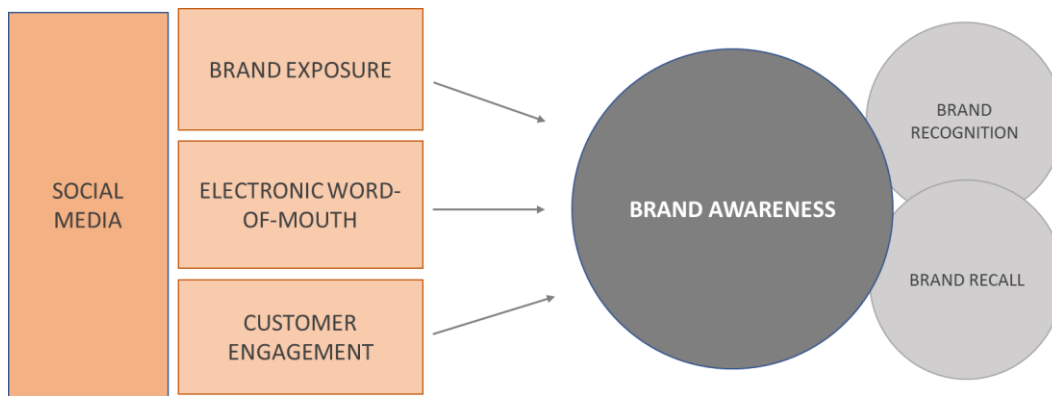 SOCIAL
MEDIA
BRAND EXPOSURE
ELECTRONIC WORD-
OF-MOUTH
CUSTOMER
ENGAGEMENT
BRAND AWARENESS
BRAND
RECOGNITION
BRAND RECALL